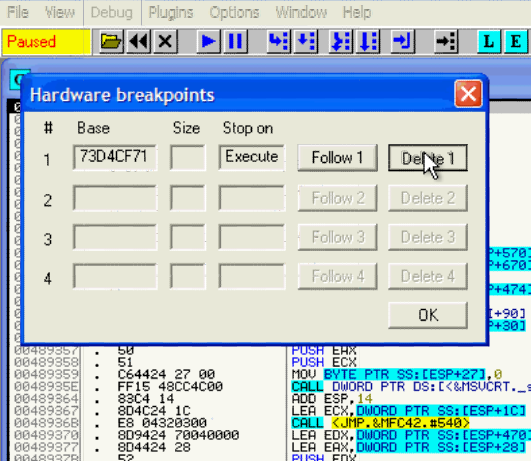 File View Debug Plugins Options Window Help
Paused L E
C
Hardware breakpoints
# Base Size Stop on
1 73D4CF71 Execute Follow 1 Delete 1
2 Follow 2 Delete 2
3 Follow 3 Delete 3
4 Follow 4 Delete 4
OK
P+570]
P+670]
P+474]
[+90]
P+30]
00489357 . 50 PUSH EAX
00489358 . 51 PUSH ECX
00489359 . C64424 27 00 MOV BYTE PTR SS:[ESP+27],0
0048935E . FF15 48CC4C00 CALL DWORD PTR DS:[<&MSVCRT._s
00489364 . 83C4 14 ADD ESP,14
00489367 . 8D4C24 1C LEA ECX,DWORD PTR SS:[ESP+1C]
0048936B . E8 04320300 CALL <JMP.&MFC42.#540>
00489370 . 8D9424 70040000 LEA EDX,DWORD PTR SS:[ESP+470]
00489377 . 8D4424 28 LEA EAX,DWORD PTR SS:[ESP+28]
0048937B . 52 PUSH EDX